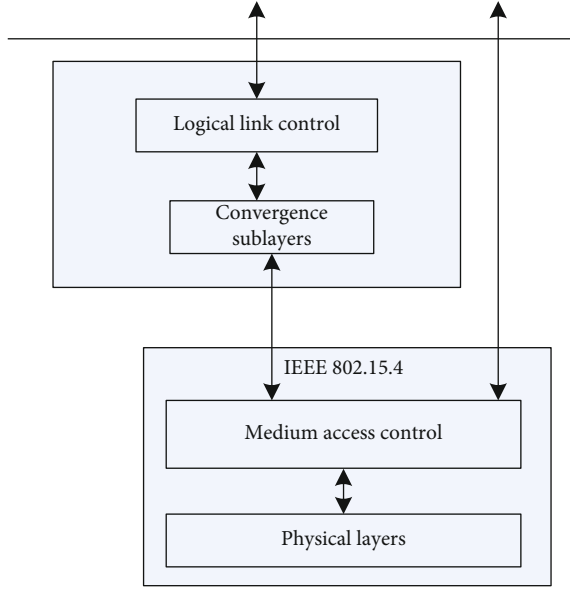 Logical link control
Convergence
sublayers
IEEE 802.15.4
Medium access control
Physical layers